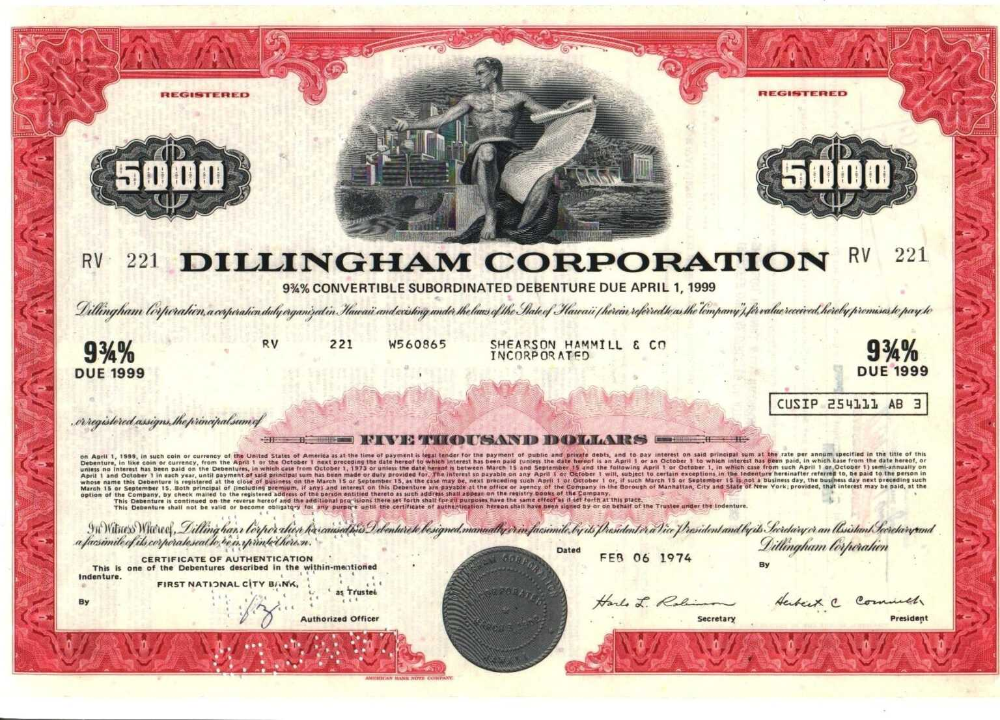 REGISTERED
REGISTERED
5000
5000
RV 221
DILLINGHAM CORPORATION
RV 221
9¾% CONVERTIBLE SUBORDINATED DEBENTURE DUE APRIL 1, 1999
Dillingham Corporation, a corporation duly organized in Hawaii and existing under the laws of the State of Hawaii (herein referred to as the "Company"), for value received, hereby promises to pay to
RV 221 W560865 SHEARSON HAMMILL & CO
INCORPORATED
9¾%
DUE 1999
9¾%
DUE 1999
CUSIP 254111 AB 3
or registered assigns, the principal sum of
FIVE THOUSAND DOLLARS
on April 1, 1999, in such coin or currency of the United States of America as at the time of payment is legal tender for the payment of public and private debts, and to pay interest on said principal sum at the rate per annum specified in the title of this
Debenture, in like coin or currency, from the April 1 or the October 1 next preceding the date hereof to which interest has been paid (unless the date hereof is an April 1 or an October 1 to which interest has been paid, in which case from the date hereof, or
unless no interest has been paid on the Debentures, in which case from October 1, 1973 or unless the date hereof is between March 15 and September 15 and the following April 1 or October 1, in which case from such April 1 or October 1) semi-annually on
April 1 and October 1 in each year, until payment of said principal sum has been made or duly provided for. The interest so payable on any April 1 or October 1 will, subject to certain exceptions in the Indenture hereinafter referred to, be paid to the person in
whose name this Debenture is registered at the close of business on the March 15 or September 15, as the case may be, next preceding such April 1 or October 1 or, if such March 15 or September 15 is not a business day, the business day next preceding such
March 15 or September 15. Both principal of (including premium, if any) and interest on this Debenture are payable at the office or agency of the Company in the Borough of Manhattan, City and State of New York; provided, that interest may be paid, at the
option of the Company, by check mailed to the registered address of the person entitled thereto as such address shall appear on the registry books of the Company.
This Debenture is continued on the reverse hereof and the additional provisions there set forth shall for all purposes have the same effect as if set forth at this place.
This Debenture shall not be valid or become obligatory for any purpose until the certificate of authentication hereon shall have been signed by or on behalf of the Trustee under the Indenture.
In Witness Whereof, Dillingham Corporation has caused this Debenture to be signed, manually or in facsimile, by its President or a Vice President and by its Secretary or an Assistant Secretary and
a facsimile of its corporate seal to be imprinted hereon.
Dillingham Corporation
CERTIFICATE OF AUTHENTICATION
This is one of the Debentures described in the within-mentioned
Indenture.
FIRST NATIONAL CITY BANK,
as Trustee
By
Authorized Officer
DILLINGHAM CORPORATION
HAWAII
Dated FEB 06 1974
By
Secretary
Herbert C Cornuelle
President
AMERICAN BANK NOTE COMPANY.